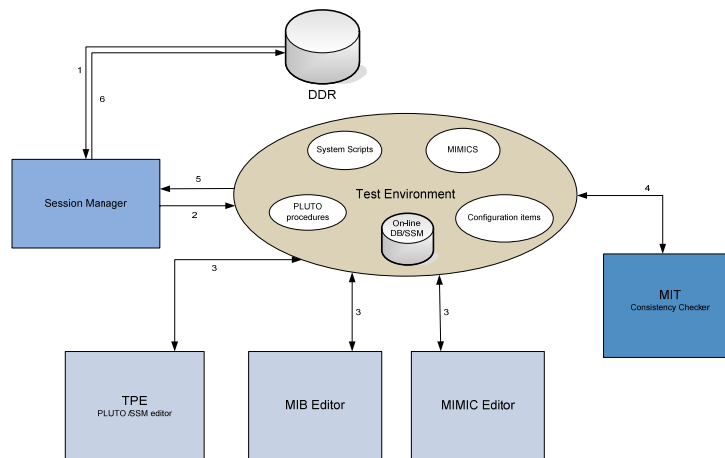 1
6
DDR
System Scripts
MIMICS
Session Manager
5
2
Test Environment
4
PLUTO
procedures
On-line
DB/SSM
Configuration items
3
3
3
MIT
Consistency Checker
TPE
PLUTO /SSM editor
MIB Editor
MIMIC Editor